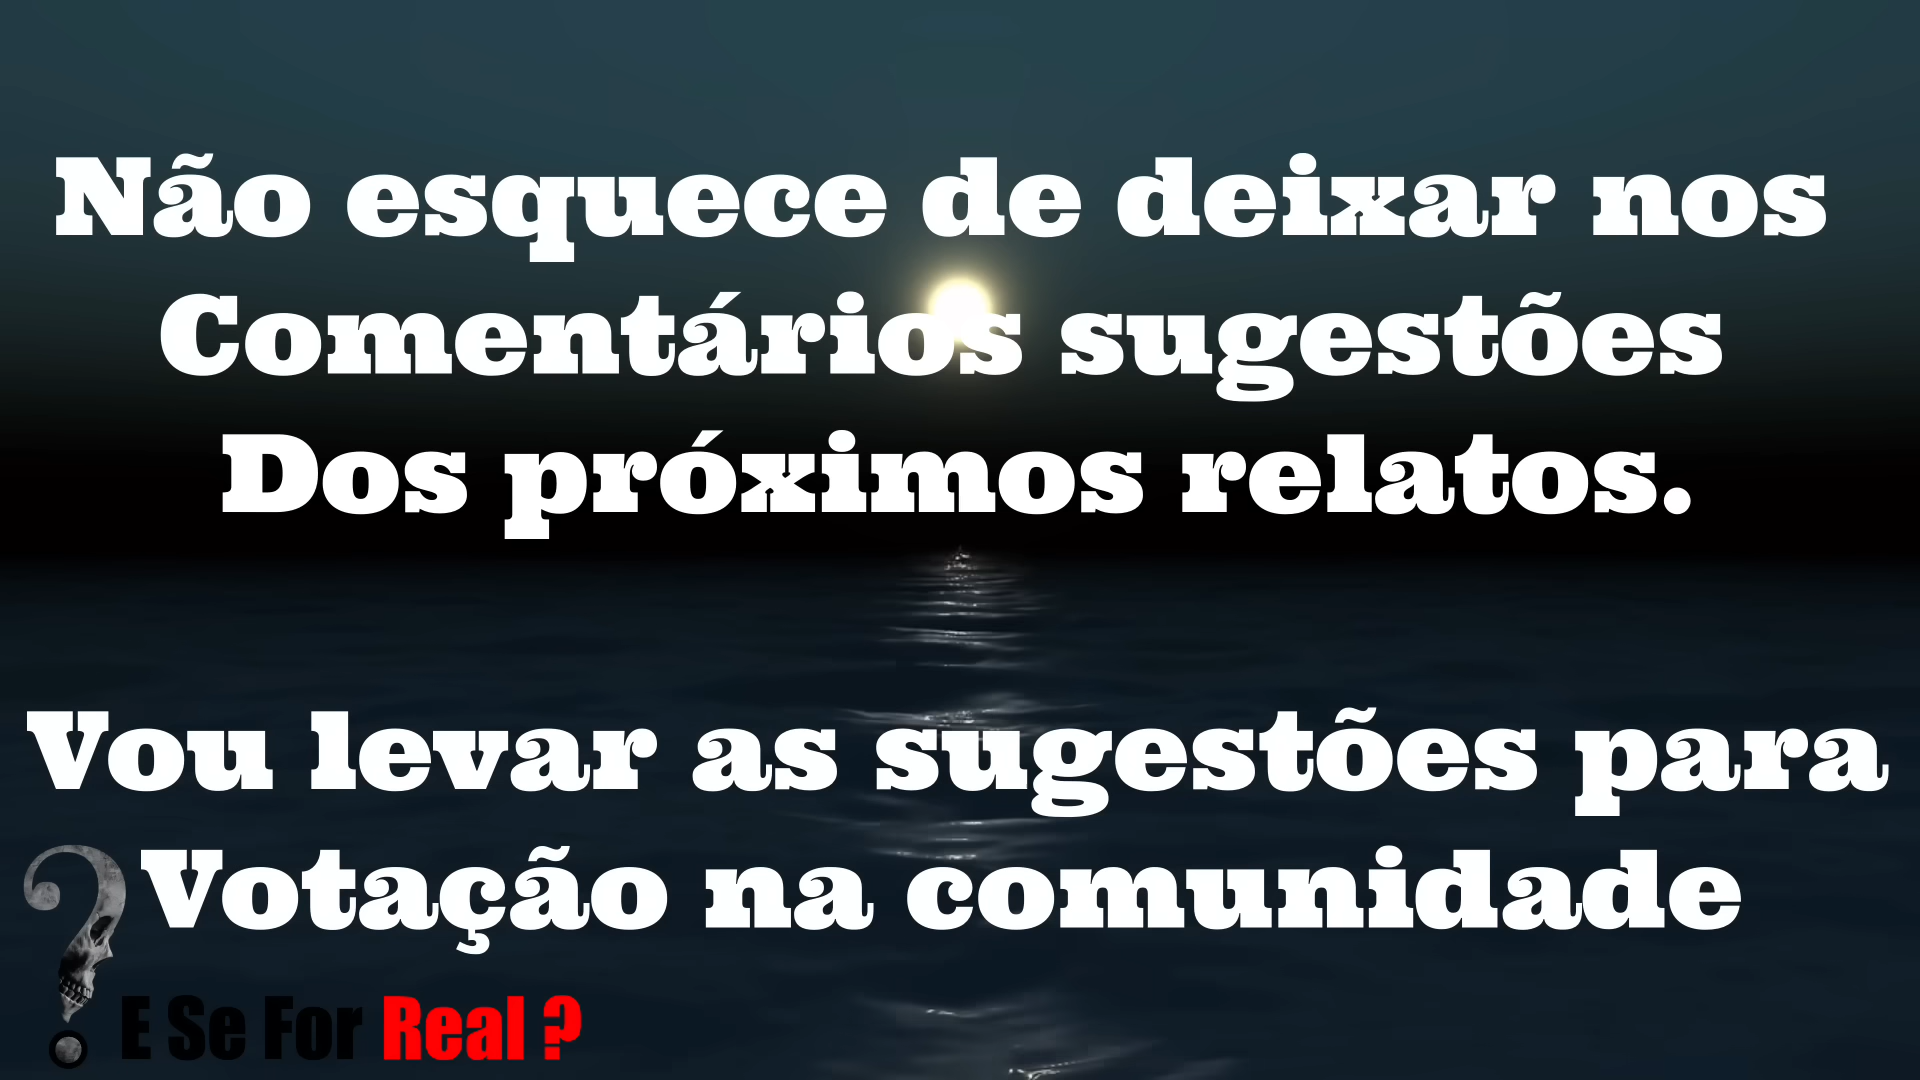 Não esquece de deixar nos
Comentários sugestões
Dos próximos relatos.
Vou levar as sugestões para
Votação na comunidade
E Se For Real ?